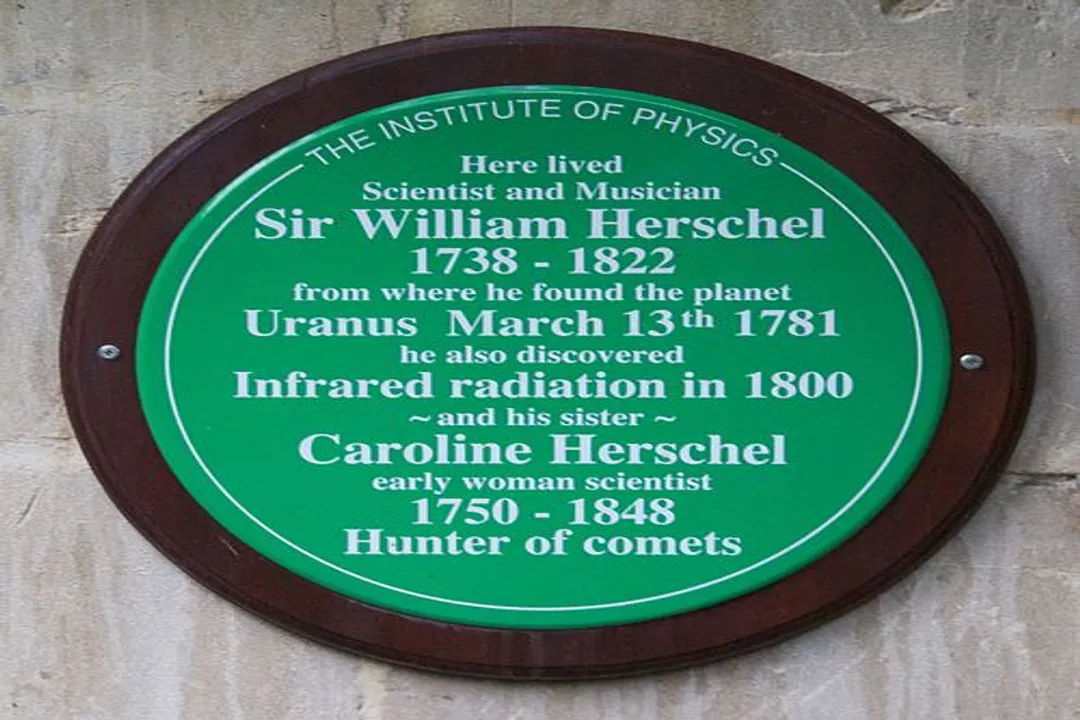 THE INSTITUTE OF PHYSICS
Here lived
Scientist and Musician
Sir William Herschel
1738 - 1822
from where he found the planet
Uranus March 13th 1781
he also discovered
Infrared radiation in 1800
~ and his sister ~
Caroline Herschel
early woman scientist
1750 - 1848
Hunter of comets